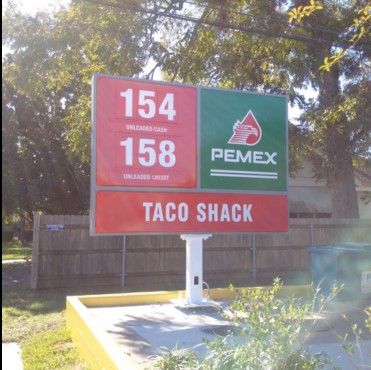 154
UNLEADED CASH
158
UNLEADED CREDIT
PEMEX
TACO SHACK